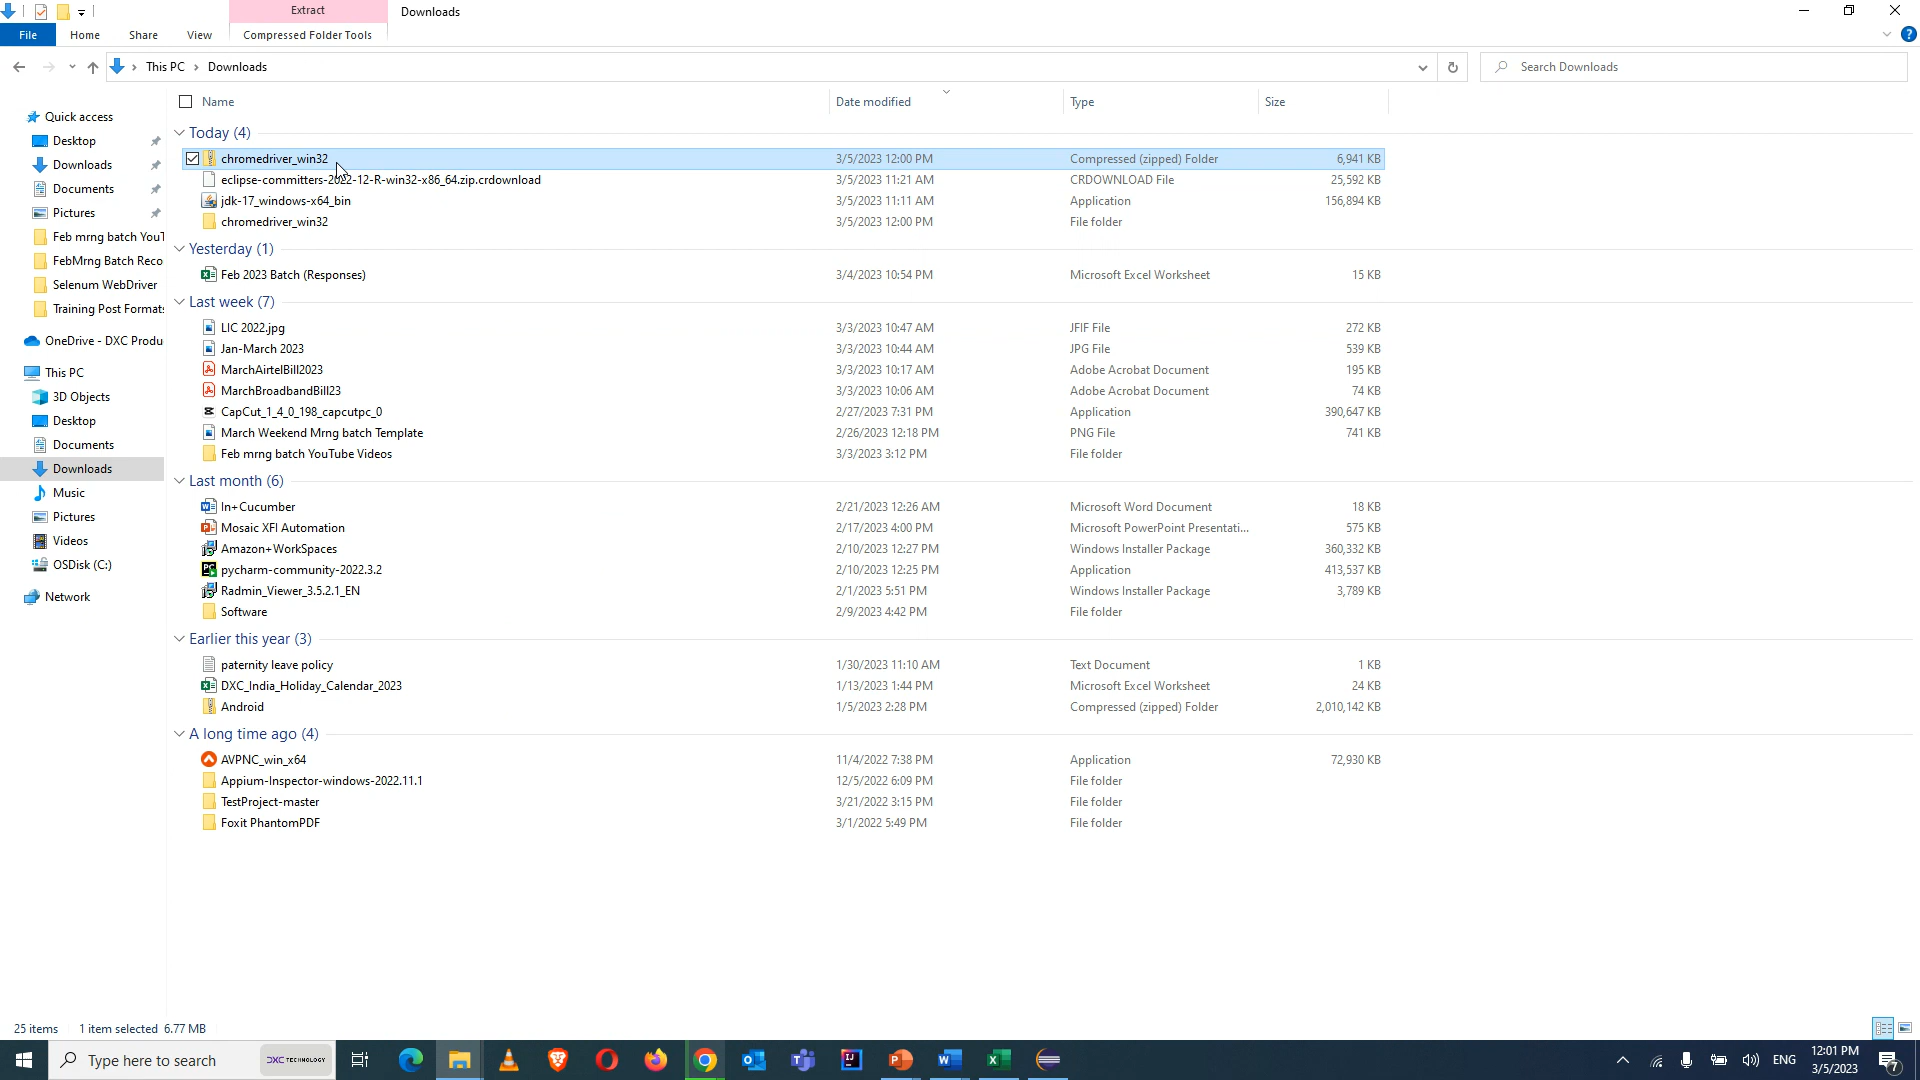 Extract
Downloads
File
Home
Share
View
Compressed Folder Tools
This PC
Downloads
Search Downloads
Name
Date modified
Type
Size
Quick access
Desktop
Downloads
Documents
Pictures
Feb mrng batch YouT
FebMrng Batch Reco
Selenum WebDriver
Training Post Formats
OneDrive - DXC Produ
This PC
3D Objects
Desktop
Documents
Downloads
Music
Pictures
Videos
OSDisk (C:)
Network
Today (4)
chromedriver_win32 3/5/2023 12:00 PM Compressed (zipped) Folder 6,941 KB
eclipse-committers-2022-12-R-win32-x86_64.zip.crdownload 3/5/2023 11:21 AM CRDOWNLOAD File 25,592 KB
jdk-17_windows-x64_bin 3/5/2023 11:11 AM Application 156,894 KB
chromedriver_win32 3/5/2023 12:00 PM File folder
Yesterday (1)
Feb 2023 Batch (Responses) 3/4/2023 10:54 PM Microsoft Excel Worksheet 15 KB
Last week (7)
LIC 2022.jpg 3/3/2023 10:47 AM JFIF File 272 KB
Jan-March 2023 3/3/2023 10:44 AM JPG File 539 KB
MarchAirtelBill2023 3/3/2023 10:17 AM Adobe Acrobat Document 195 KB
MarchBroadbandBill23 3/3/2023 10:06 AM Adobe Acrobat Document 74 KB
CapCut_1_4_0_198_capcutpc_0 2/27/2023 7:31 PM Application 390,647 KB
March Weekend Mrng batch Template 2/26/2023 12:18 PM PNG File 741 KB
Feb mrng batch YouTube Videos 3/3/2023 3:12 PM File folder
Last month (6)
In+Cucumber 2/21/2023 12:26 AM Microsoft Word Document 18 KB
Mosaic XFI Automation 2/17/2023 4:00 PM Microsoft PowerPoint Presentati... 575 KB
Amazon+WorkSpaces 2/10/2023 12:27 PM Windows Installer Package 360,332 KB
pycharm-community-2022.3.2 2/10/2023 12:25 PM Application 413,537 KB
Radmin_Viewer_3.5.2.1_EN 2/1/2023 5:51 PM Windows Installer Package 3,789 KB
Software 2/9/2023 4:42 PM File folder
Earlier this year (3)
paternity leave policy 1/30/2023 11:10 AM Text Document 1 KB
DXC_India_Holiday_Calendar_2023 1/13/2023 1:44 PM Microsoft Excel Worksheet 24 KB
Android 1/5/2023 2:28 PM Compressed (zipped) Folder 2,010,142 KB
A long time ago (4)
AVPNC_win_x64 11/4/2022 7:38 PM Application 72,930 KB
Appium-Inspector-windows-2022.11.1 12/5/2022 6:09 PM File folder
TestProject-master 3/21/2022 3:15 PM File folder
Foxit PhantomPDF 3/1/2022 5:49 PM File folder
25 items
1 item selected 6.77 MB
Type here to search
DXC TECHNOLOGY
ENG
12:01 PM
3/5/2023
7